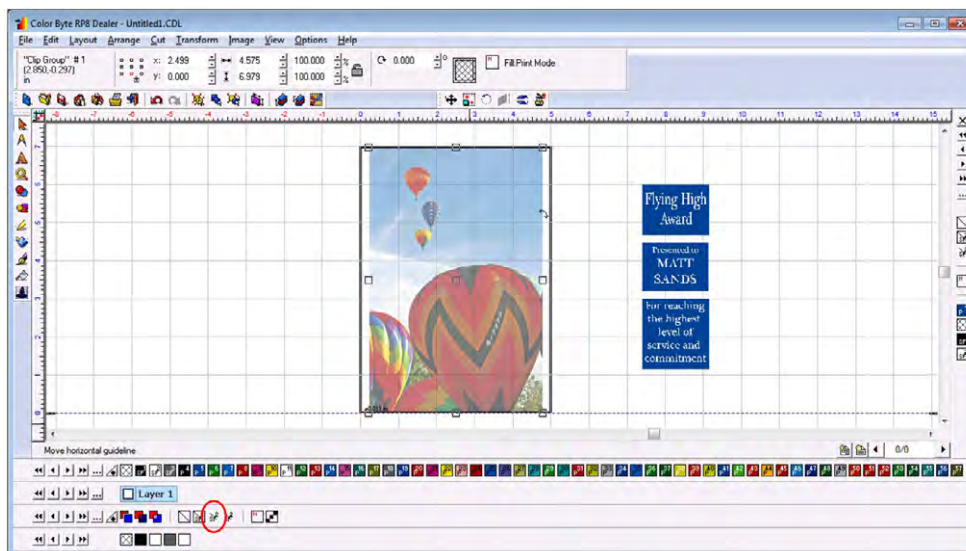 Color Byte RP8 Dealer - Untitled1.CDL
File Edit Layout Arrange Cut Transform Image View Options Help
"Clip Group" # 1
(2.850,-0.297)
in
x: 2.499
y: 0.000
4.575
6.979
100.000 %
100.000 %
0.000 °
Fill Print Mode
Flying High
Award
Presented to
MATT
SANDS
For reaching
the highest
level of
service and
commitment
Move horizontal guideline
0/0
Layer 1